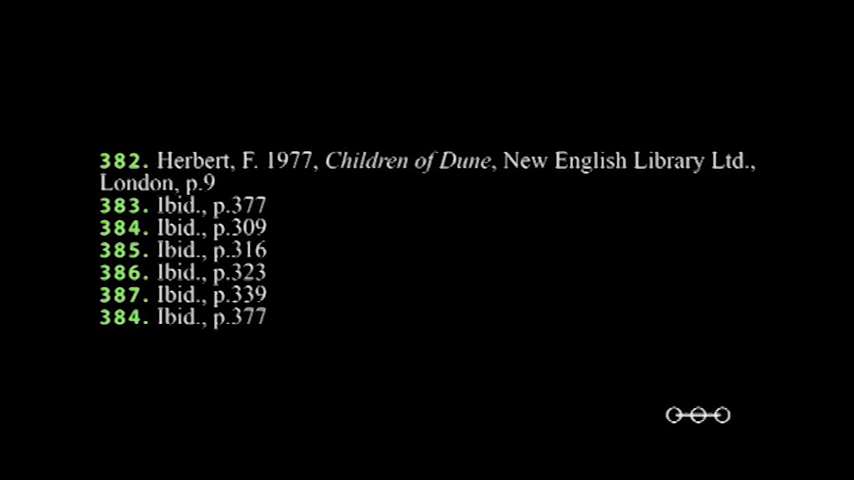 382. Herbert, F. 1977, Children of Dune, New English Library Ltd.,
London, p.9
383. Ibid., p.377
384. Ibid., p.309
385. Ibid., p.316
386. Ibid., p.323
387. Ibid., p.339
384. Ibid., p.377